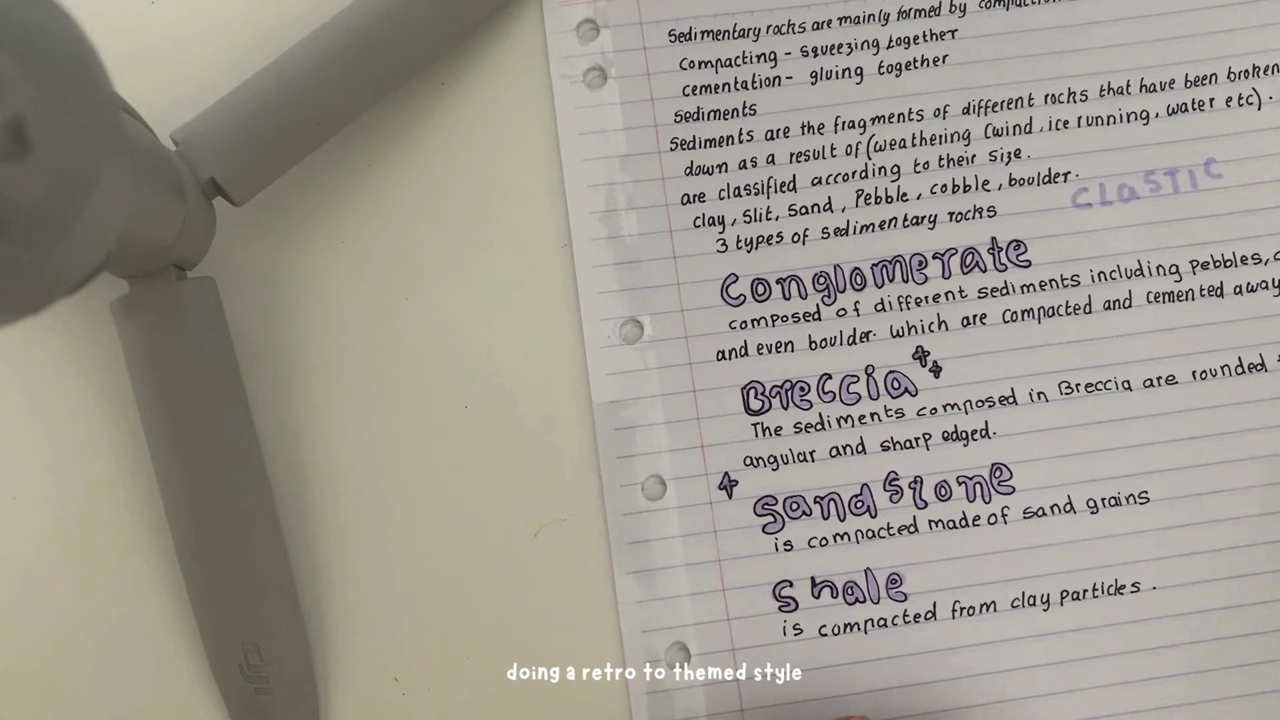 Sedimentary rocks are mainly formed by
compacting - squeezing together
cementation - gluing together
Sediments
Sediments are the fragments of different rocks that have been broken
down as a result of (weathering (wind, ice running, water etc).
are classified according to their size.
clay, Slit, Sand, Pebble, cobble, boulder.
CLASTIC
3 types of sedimentary rocks
Conglomerate
composed of different sediments including Pebbles,
and even boulder. which are compacted and cemented away
Breccia
The sediments composed in Breccia are rounded
angular and sharp edged.
Sandstone
is compacted made of sand grains
Shale
is compacted from clay particles.
dji
doing a retro to themed style